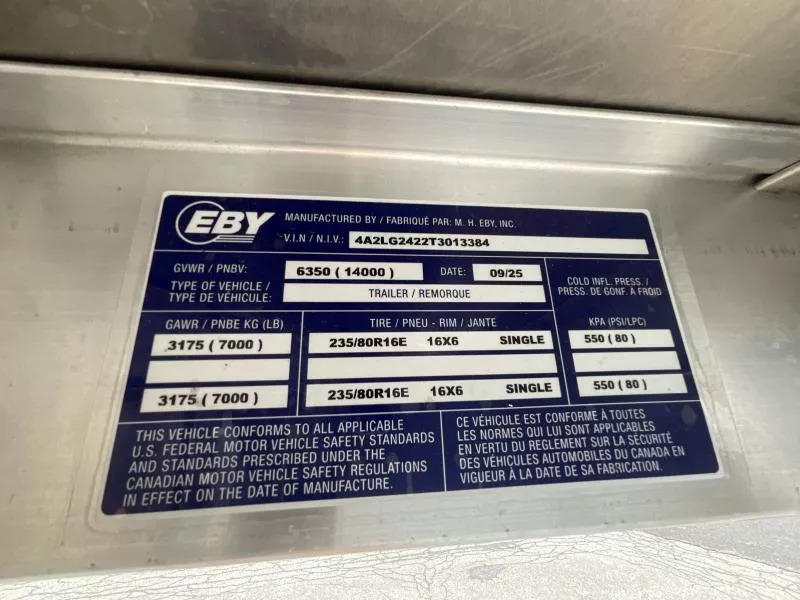 EBY
MANUFACTURED BY / FABRIQUÉ PAR: M. H. EBY, INC.
V.I.N / N.I.V.: 4A2LG2422T3013384
GVWR / PNBV: 6350 ( 14000 ) DATE: 09/25
TYPE OF VEHICLE /
TYPE DE VÉHICULE: TRAILER / REMORQUE
COLD INFL. PRESS. /
PRESS. DE GONF. À FROID
GAWR / PNBE KG (LB) TIRE / PNEU - RIM / JANTE KPA (PSI/LPC)
3175 ( 7000 ) 235/80R16E 16X6 SINGLE 550 ( 80 )
3175 ( 7000 ) 235/80R16E 16X6 SINGLE 550 ( 80 )
THIS VEHICLE CONFORMS TO ALL APPLICABLE
U.S. FEDERAL MOTOR VEHICLE SAFETY STANDARDS
AND STANDARDS PRESCRIBED UNDER THE
CANADIAN MOTOR VEHICLE SAFETY REGULATIONS
IN EFFECT ON THE DATE OF MANUFACTURE.
CE VÉHICULE EST CONFORME À TOUTES
LES NORMES QUI LUI SONT APPLICABLES
EN VERTU DU REGLEMENT SUR LA SÉCURITÉ
DES VÉHICULES AUTOMOBILES DU CANADA EN
VIGUEUR À LA DATE DE SA FABRICATION.